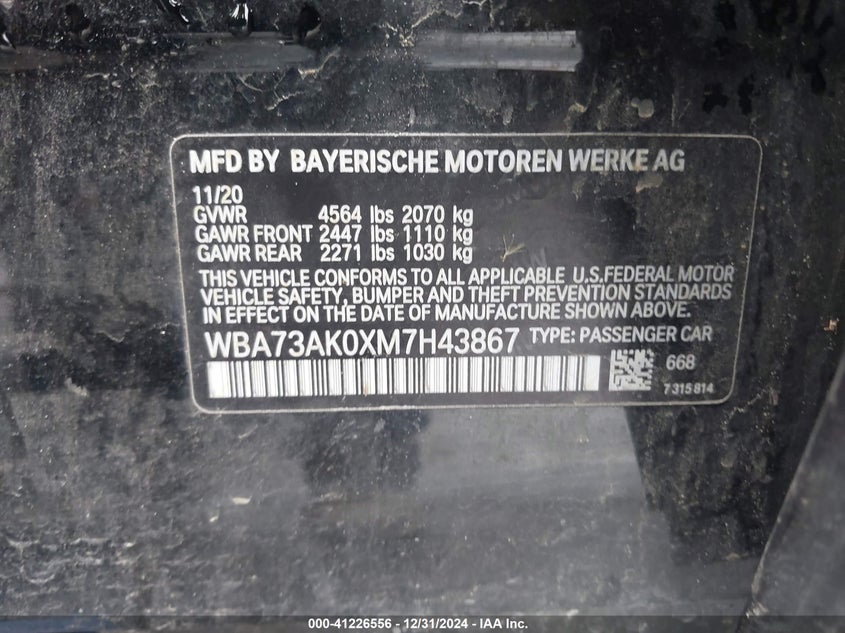 MFD BY BAYERISCHE MOTOREN WERKE AG
11/20
GVWR 4564 lbs 2070 kg
GAWR FRONT 2447 lbs 1110 kg
GAWR REAR 2271 lbs 1030 kg
THIS VEHICLE CONFORMS TO ALL APPLICABLE U.S.FEDERAL MOTOR
VEHICLE SAFETY, BUMPER AND THEFT PREVENTION STANDARDS
IN EFFECT ON THE DATE OF MANUFACTURE SHOWN ABOVE.
WBA73AK0XM7H43867 TYPE: PASSENGER CAR
668
7315814
000-41226556 - 12/31/2024 - IAA Inc.